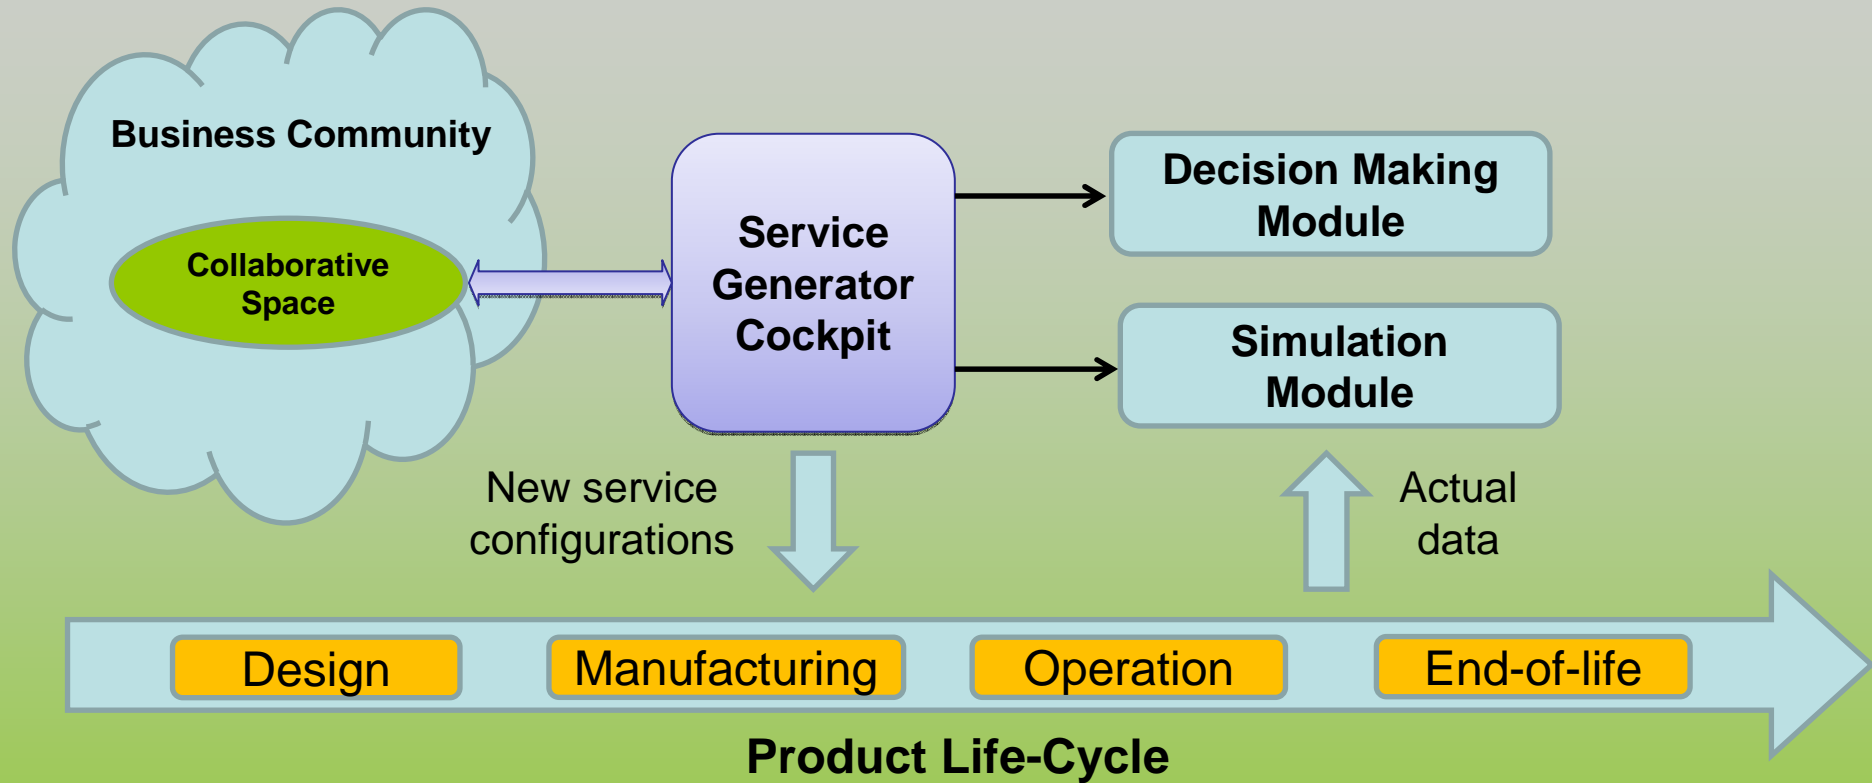 Business Community
Collaborative
Space
Service
Generator
Cockpit
Decision Making
Module
Simulation
Module
New service
configurations
Actual
data
Design
Manufacturing
Operation
End-of-life
Product Life-Cycle